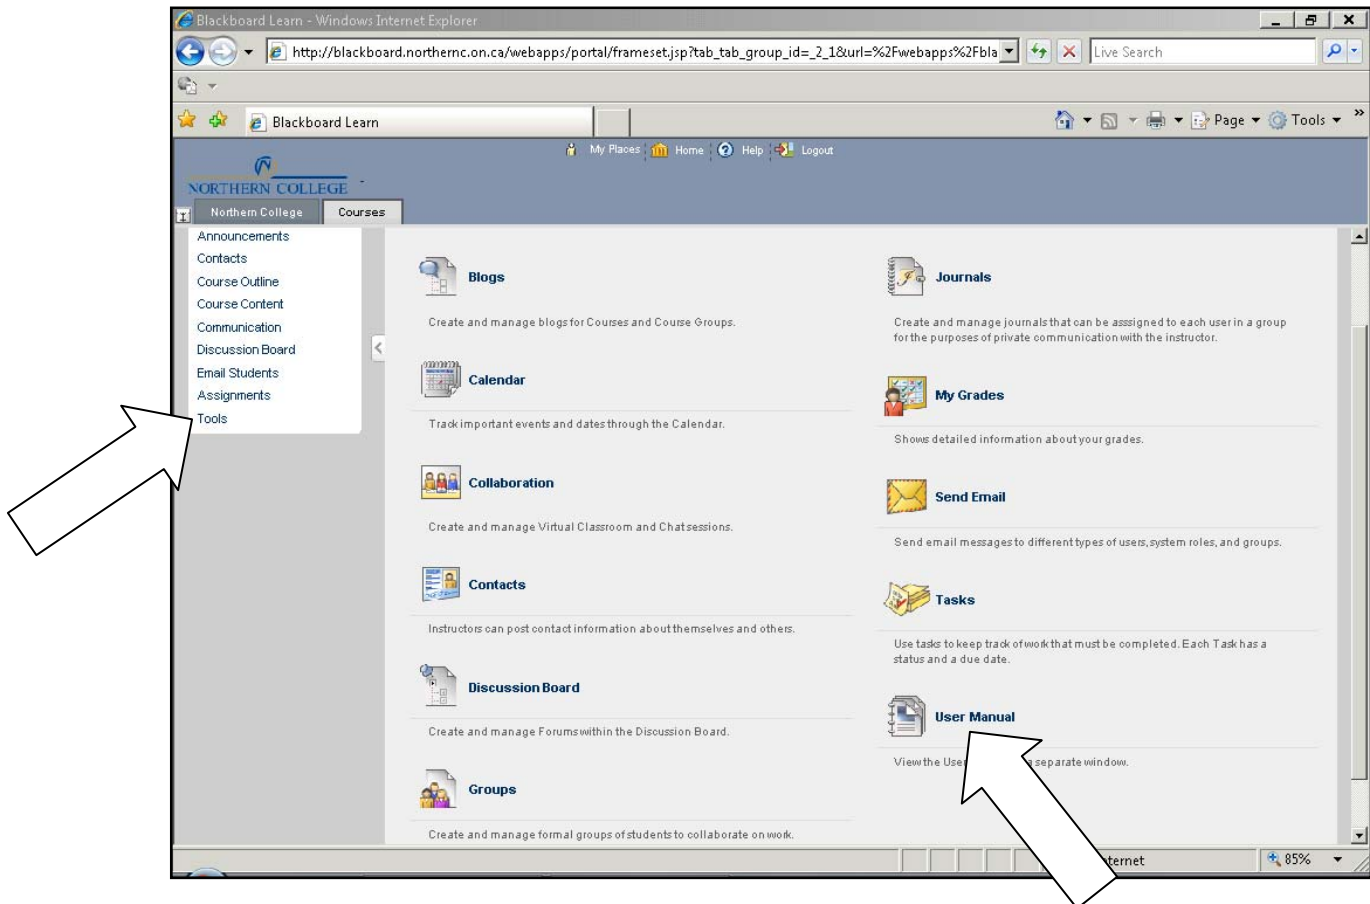 Blackboard Learn - Windows Internet Explorer
http://blackboard.northernc.on.ca/webapps/portal/frameset.jsp?tab_tab_group_id=_2_1&url=%2Fwebapps%2Fbla
Live Search
Blackboard Learn
Page
Tools
My Places
Home
Help
Logout
NORTHERN COLLEGE
Northern College
Courses
Announcements
Contacts
Course Outline
Course Content
Communication
Discussion Board
Email Students
Assignments
Tools
Blogs
Create and manage blogs for Courses and Course Groups.
Calendar
Track important events and dates through the Calendar.
Collaboration
Create and manage Virtual Classroom and Chat sessions.
Contacts
Instructors can post contact information about themselves and others.
Discussion Board
Create and manage Forums within the Discussion Board.
Groups
Create and manage formal groups of students to collaborate on work.
Journals
Create and manage journals that can be asssigned to each user in a group
for the purposes of private communication with the instructor.
My Grades
Shows detailed information about your grades.
Send Email
Send email messages to different types of users, system roles, and groups.
Tasks
Use tasks to keep track of work that must be completed. Each Task has a
status and a due date.
User Manual
View the User a separate window.
85%